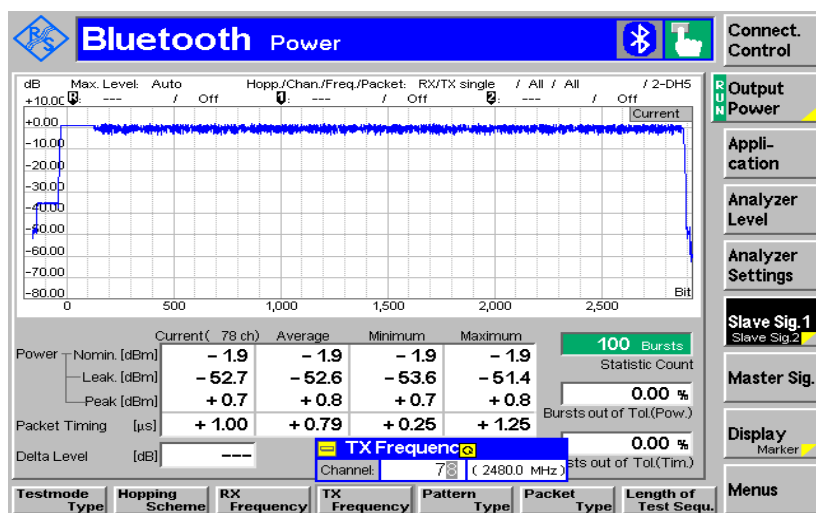 R&S
Bluetooth Power
Connect.
Control
dB Max. Level: Auto Hopp./Chan./Freq./Packet: RX/TX single / All / All / 2-DH5
+10.00 R: --- / Off 1: --- / Off 2: --- / Off
Current
+0.00
-10.00
-20.00
-30.00
-40.00
-50.00
-60.00
-70.00
-80.00
Bit
0 500 1,000 1,500 2,000 2,500
RUN
Output
Power
Appli-
cation
Analyzer
Level
Analyzer
Settings
Slave Sig.1
Slave Sig.2
Master Sig.
Display
Marker
Menus
Current( 78 ch) Average Minimum Maximum
Power Nomin. [dBm] - 1.9 - 1.9 - 1.9 - 1.9
Leak. [dBm] - 52.7 - 52.6 - 53.6 - 51.4
Peak [dBm] + 0.7 + 0.8 + 0.7 + 0.8
Packet Timing [µs] + 1.00 + 0.79 + 0.25 + 1.25
Delta Level [dB] ---
100 Bursts
Statistic Count
0.00 %
Bursts out of Tol.(Pow.)
0.00 %
sts out of Tol.(Tim.)
TX Frequenc
Channel: 78 ( 2480.0 MHz )
Testmode
Type
Hopping
Scheme
RX
Frequency
TX
Frequency
Pattern
Type
Packet
Type
Length of
Test Sequ.